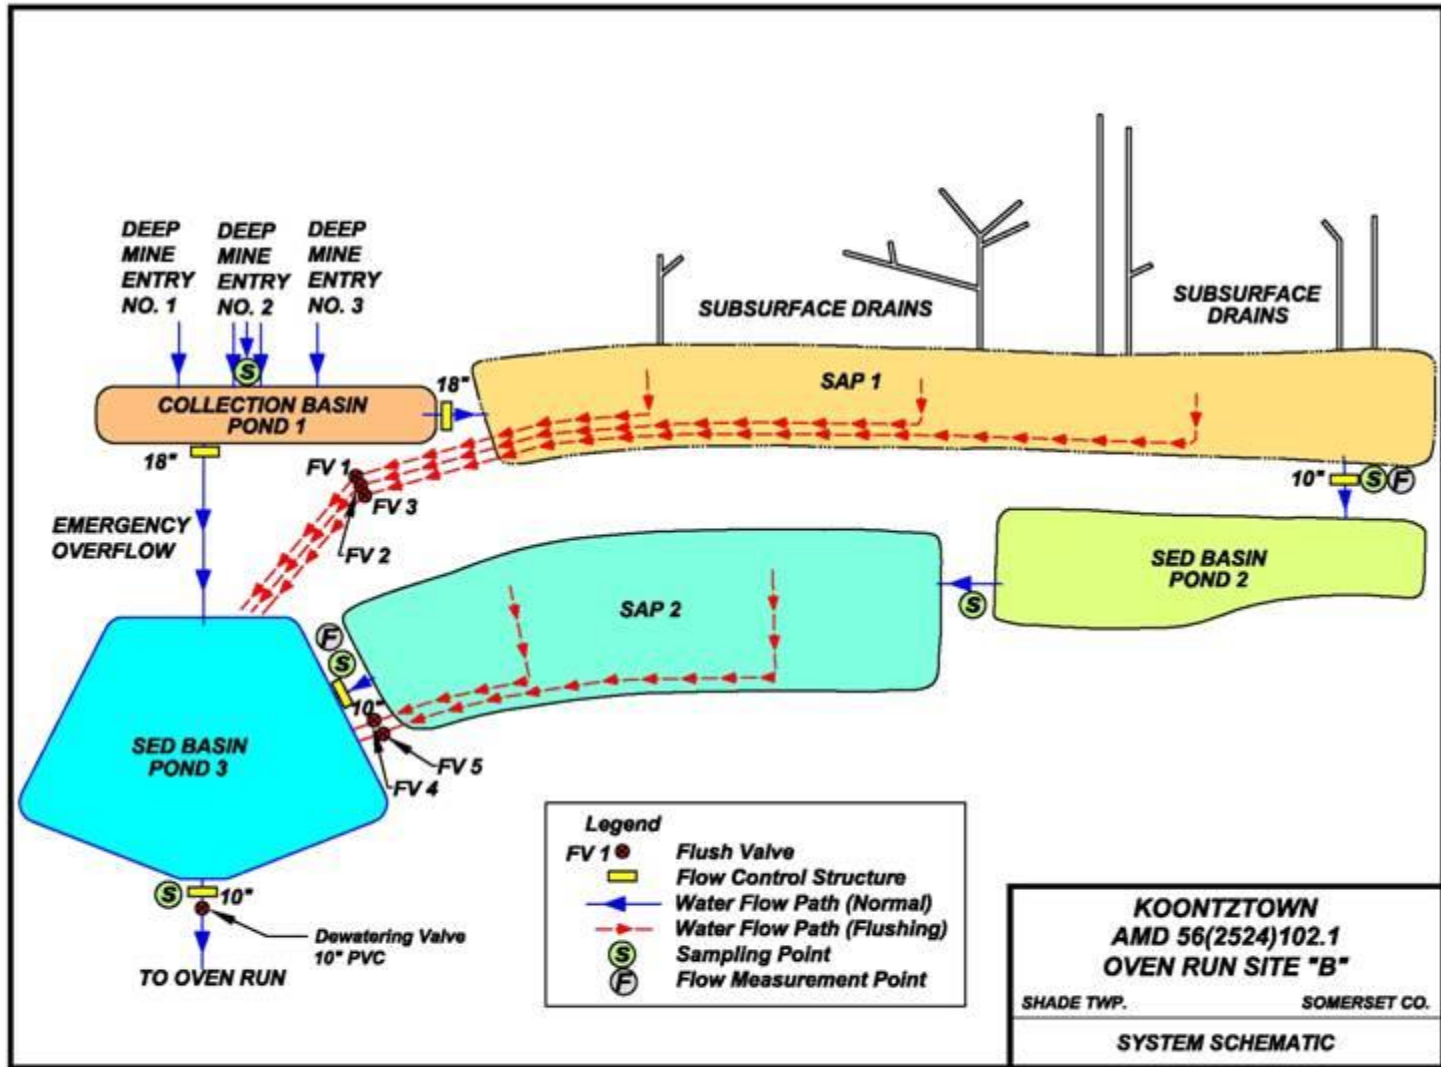 DEEP
MINE
ENTRY
NO. 1
DEEP
MINE
ENTRY
NO. 2
DEEP
MINE
ENTRY
NO. 3
S
COLLECTION BASIN
POND 1
18"
18"
EMERGENCY
OVERFLOW
SUBSURFACE DRAINS
SUBSURFACE
DRAINS
SAP 1
FV 1
FV 3
FV 2
10"
S
F
SED BASIN
POND 2
S
SAP 2
F
S
10"
SED BASIN
POND 3
FV 5
FV 4
S
10"
Dewatering Valve
10" PVC
TO OVEN RUN
Legend
FV 1 Flush Valve
Flow Control Structure
Water Flow Path (Normal)
Water Flow Path (Flushing)
S Sampling Point
F Flow Measurement Point
KOONTZTOWN
AMD 56(2524)102.1
OVEN RUN SITE "B"
SHADE TWP. SOMERSET CO.
SYSTEM SCHEMATIC